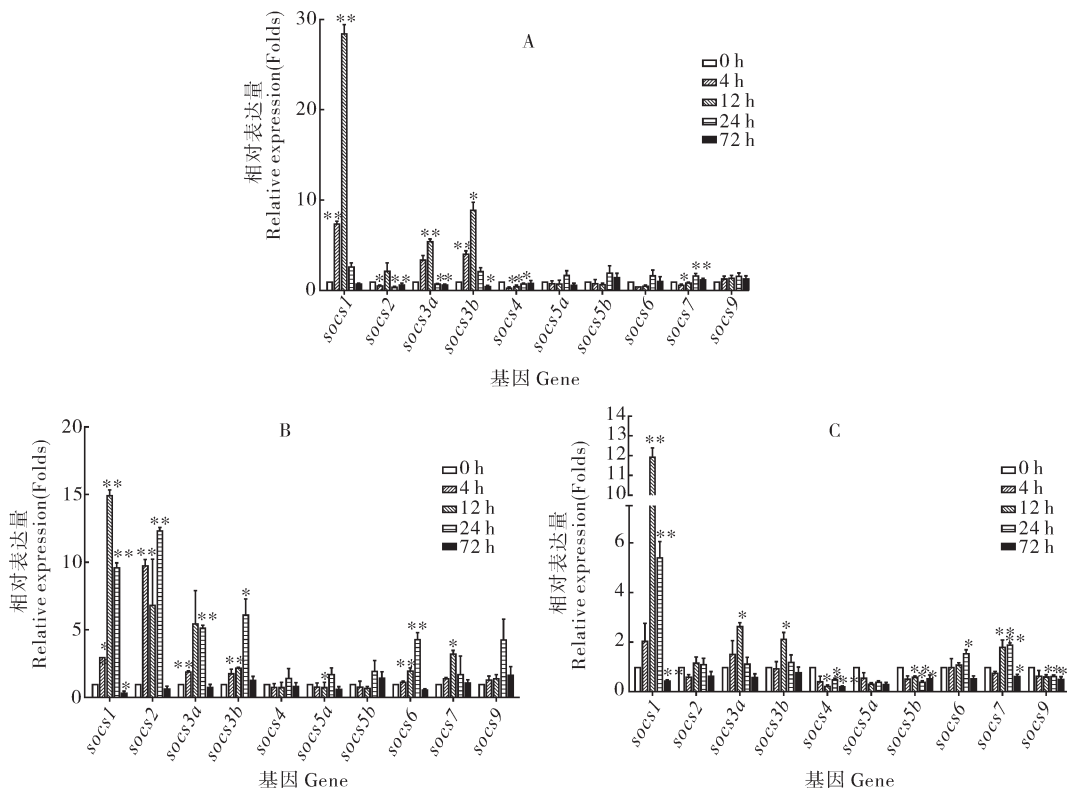 A
相对表达量
Relative expression(Folds)
30
20
10
0
0 h
4 h
12 h
24 h
72 h
** ** * ** ** ** ** * * ** * * * **
socs1 socs2 socs3a socs3b socs4 socs5a socs5b socs6 socs7 socs9
基因 Gene
B
相对表达量
Relative expression(Folds)
20
15
10
5
0
0 h
4 h
12 h
24 h
72 h
* ** ** * ** ** ** ** ** * * ** ** *
socs1 socs2 socs3a socs3b socs4 socs5a socs5b socs6 socs7 socs9
基因 Gene
C
相对表达量
Relative expression(Folds)
14
13
12
11
10
6
4
2
0
0 h
4 h
12 h
24 h
72 h
** ** ** * *
socs1 socs2 socs3a socs3b socs4 socs5a socs5b socs6 socs7 socs9
基因 Gene